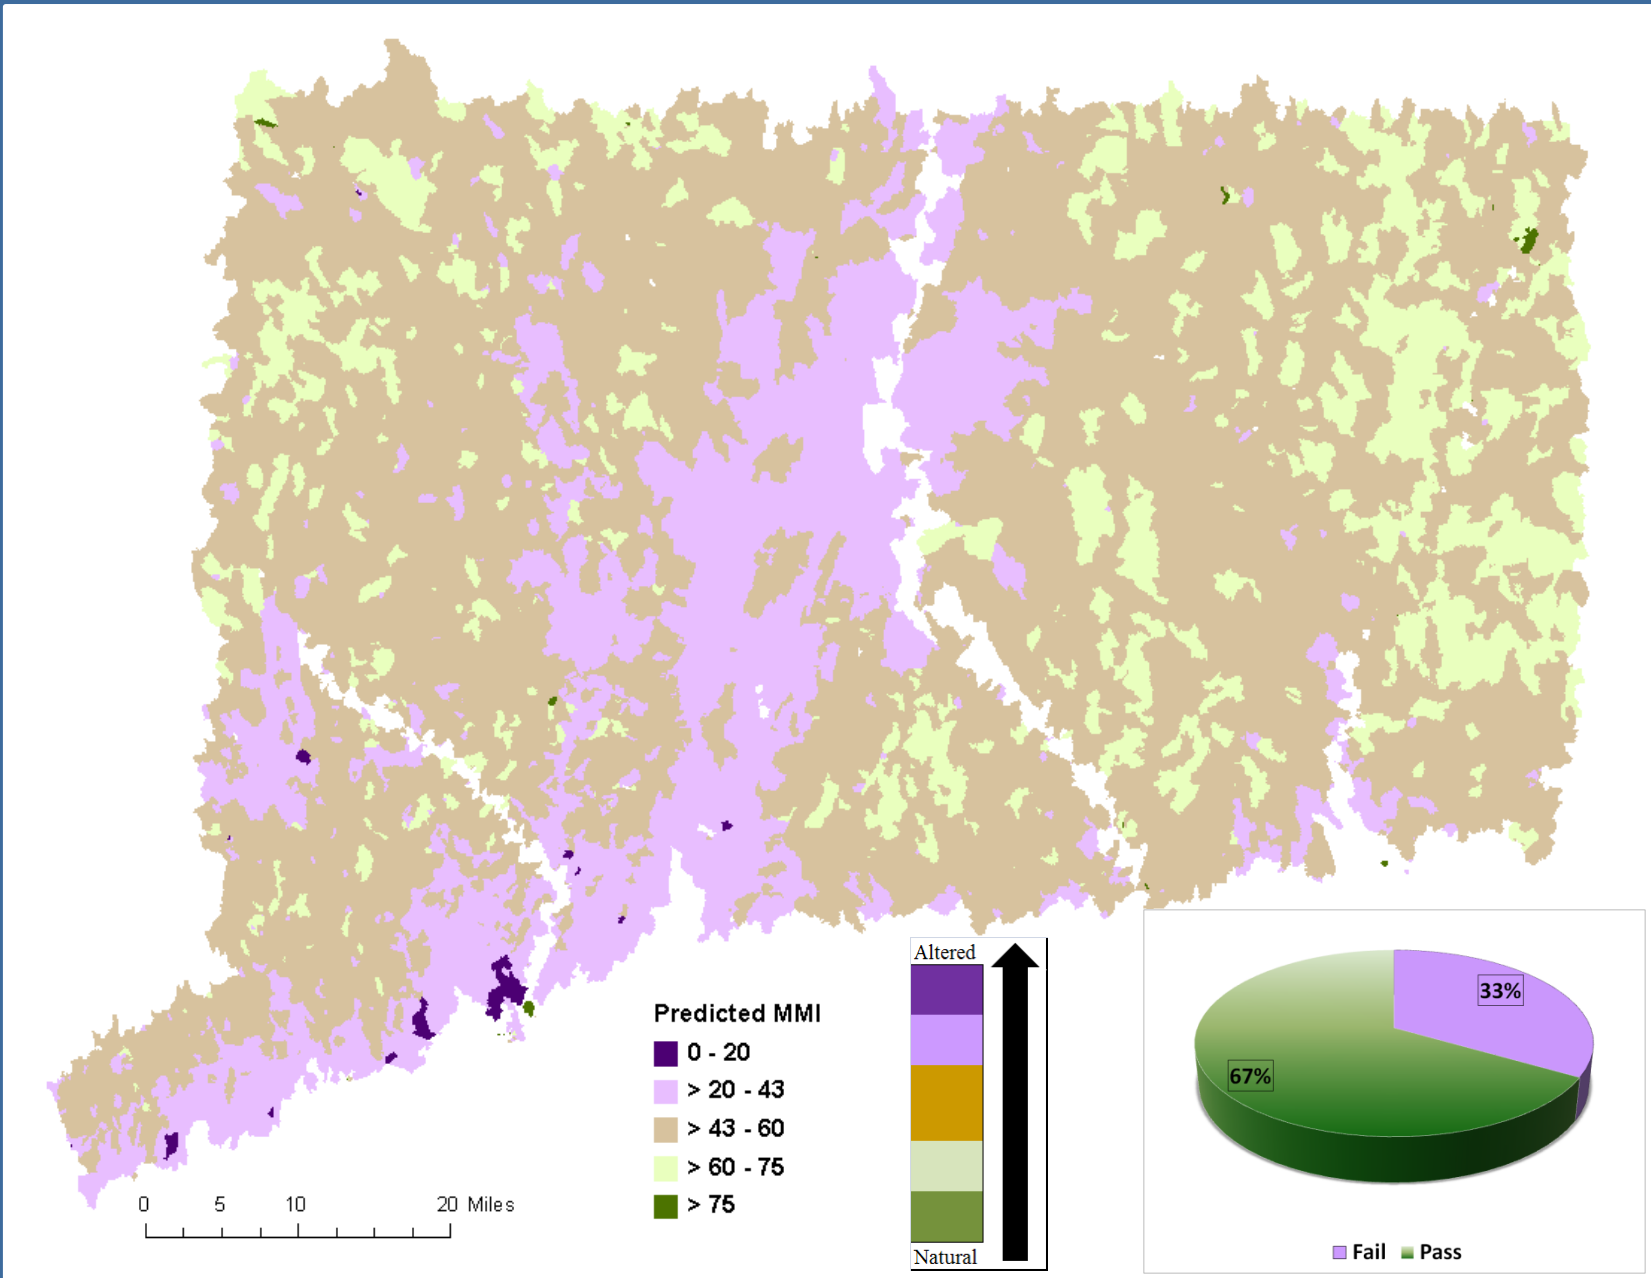 Predicted MMI
0 - 20
> 20 - 43
> 43 - 60
> 60 - 75
> 75
0 5 10 20 Miles
Altered
Natural
33%
67%
Fail Pass